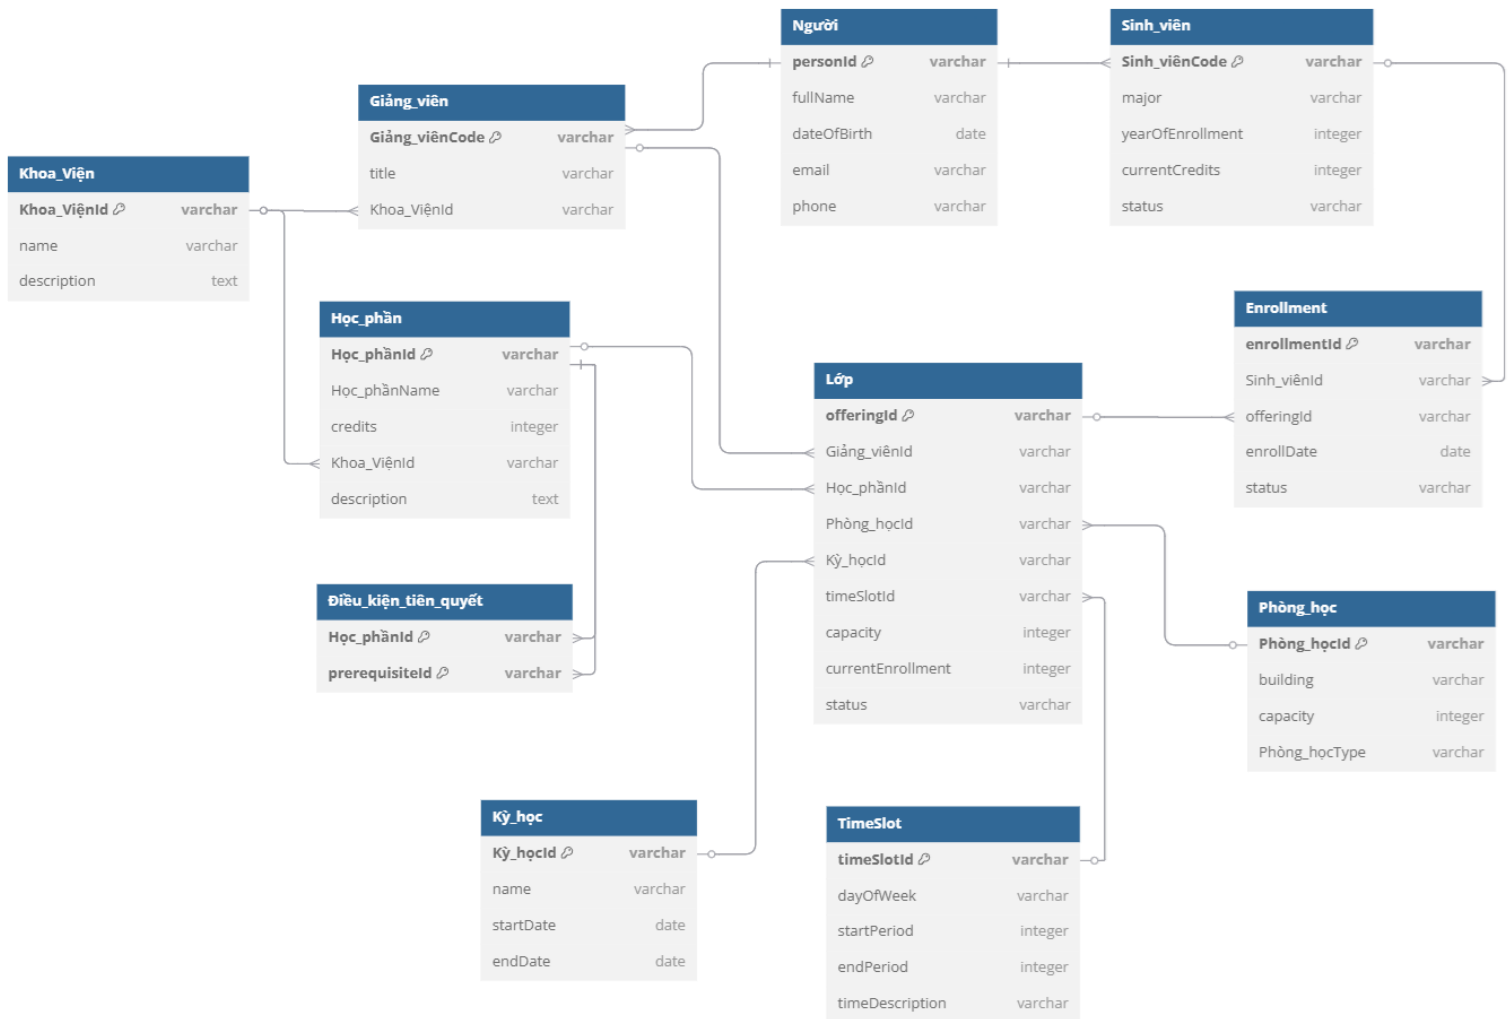 Người
personId varchar
fullName varchar
dateOfBirth date
email varchar
phone varchar
Sinh_viên
Sinh_viênCode varchar
major varchar
yearOfEnrollment integer
currentCredits integer
status varchar
Giảng_viên
Giảng_viênCode varchar
title varchar
Khoa_ViệnId varchar
Khoa_Viện
Khoa_ViệnId varchar
name varchar
description text
Học_phần
Học_phầnId varchar
Học_phầnName varchar
credits integer
Khoa_ViệnId varchar
description text
Enrollment
enrollmentId varchar
Sinh_viênId varchar
offeringId varchar
enrollDate date
status varchar
Lớp
offeringId varchar
Giảng_viênId varchar
Học_phầnId varchar
Phòng_họcId varchar
Kỳ_họcId varchar
timeSlotId varchar
capacity integer
currentEnrollment integer
status varchar
Điều_kiện_tiên_quyết
Học_phầnId varchar
prerequisiteId varchar
Phòng_học
Phòng_họcId varchar
building varchar
capacity integer
Phòng_họcType varchar
Kỳ_học
Kỳ_họcId varchar
name varchar
startDate date
endDate date
TimeSlot
timeSlotId varchar
dayOfWeek varchar
startPeriod integer
endPeriod integer
timeDescription varchar